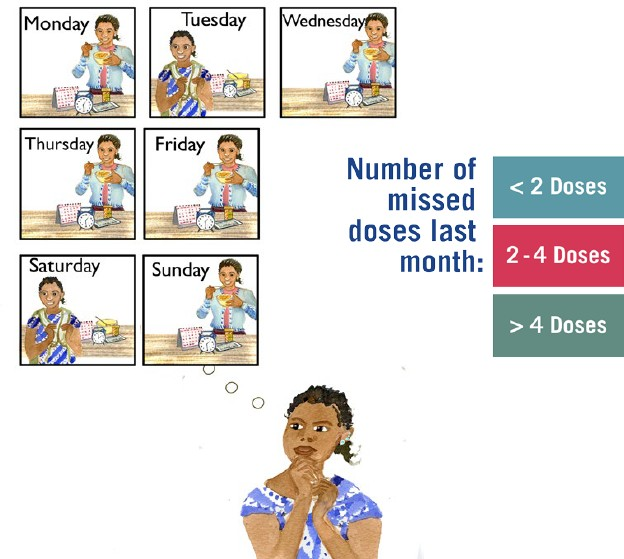 Monday
Tuesday
Wednesday
Thursday
Friday
Saturday
Sunday
Number of
missed
doses last
month:
< 2 Doses
2-4 Doses
> 4 Doses